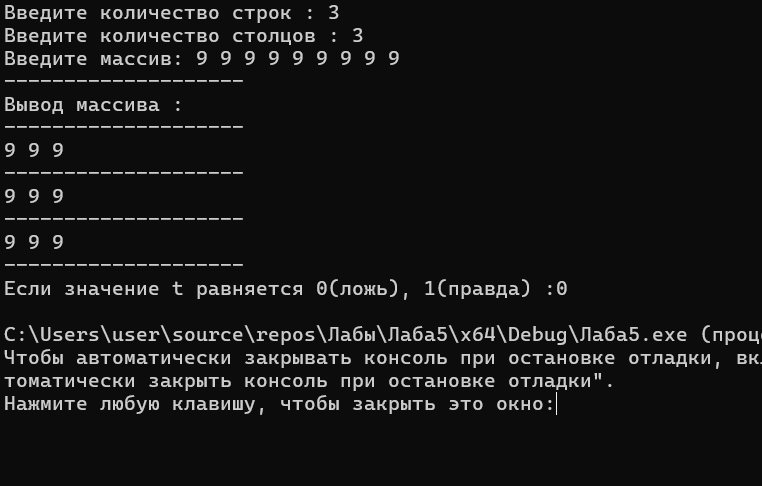 Введите количество строк : 3
Введите количество столцов : 3
Введите массив: 9 9 9 9 9 9 9 9 9
--------------------
Вывод массива :
--------------------
9 9 9
--------------------
9 9 9
--------------------
9 9 9
--------------------
Если значение t равняется 0(ложь), 1(правда) :0
C:\Users\user\source\repos\Лабы\Лаба5\x64\Debug\Лаба5.exe (проц
Чтобы автоматически закрывать консоль при остановке отладки, вк
томатически закрыть консоль при остановке отладки".
Нажмите любую клавишу, чтобы закрыть это окно: